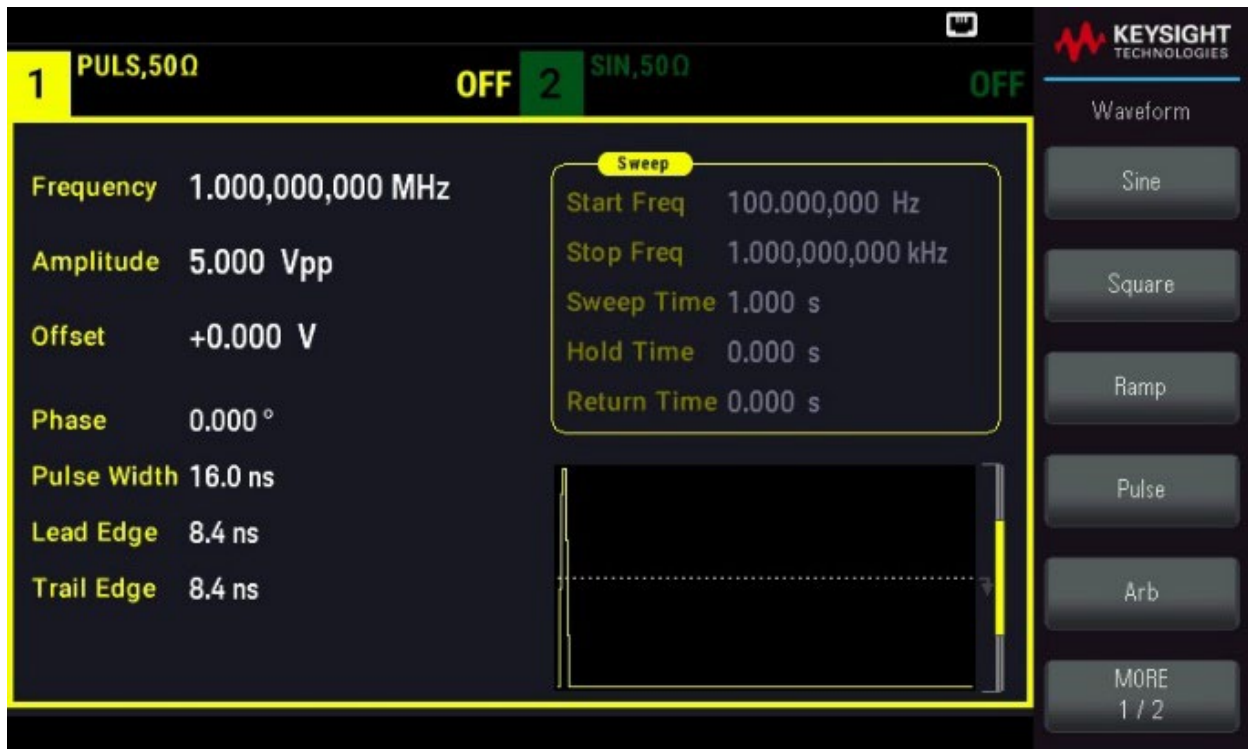 KEYSIGHT
TECHNOLOGIES
1 PULS,50Ω OFF
2 SIN,50Ω OFF
Waveform
Frequency 1.000,000,000 MHz
Amplitude 5.000 Vpp
Offset +0.000 V
Phase 0.000 °
Pulse Width 16.0 ns
Lead Edge 8.4 ns
Trail Edge 8.4 ns
Sweep
Start Freq 100.000,000 Hz
Stop Freq 1.000,000,000 kHz
Sweep Time 1.000 s
Hold Time 0.000 s
Return Time 0.000 s
Sine
Square
Ramp
Pulse
Arb
MORE
1 / 2